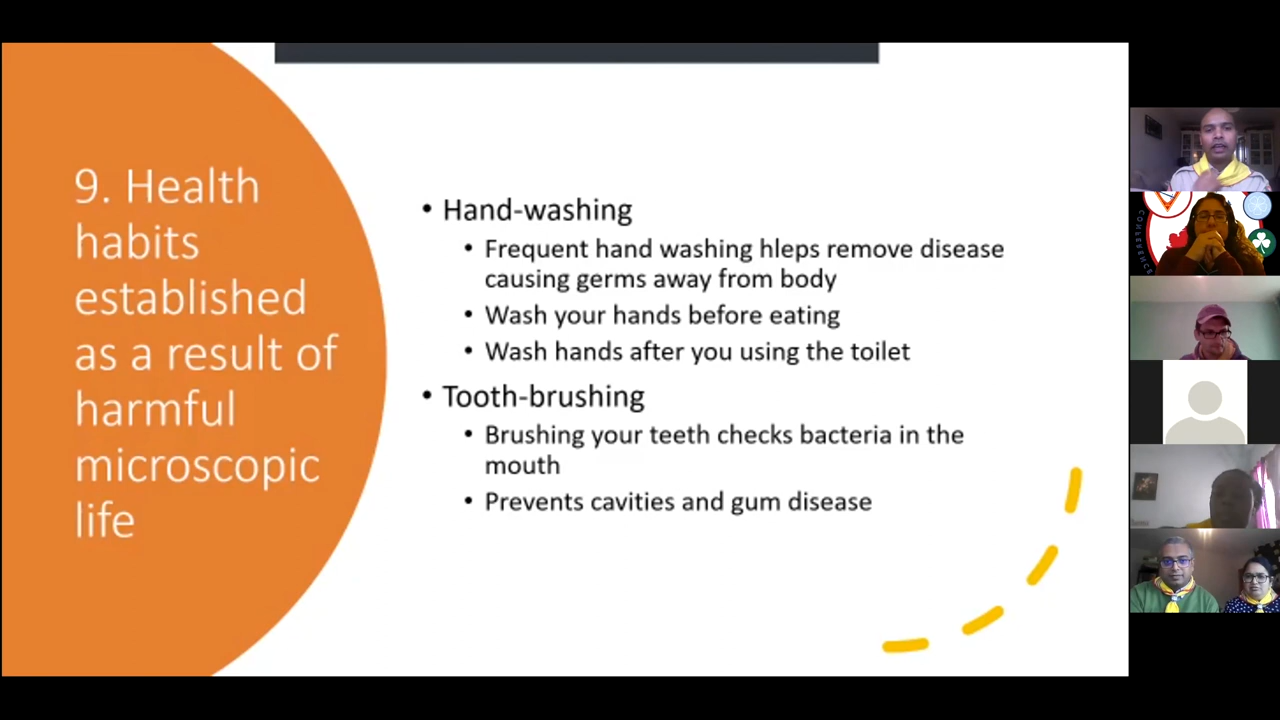 9. Health
habits
established
as a result of
harmful
microscopic
life
• Hand-washing
• Frequent hand washing hleps remove disease
causing germs away from body
• Wash your hands before eating
• Wash hands after you using the toilet
• Tooth-brushing
• Brushing your teeth checks bacteria in the
mouth
• Prevents cavities and gum disease